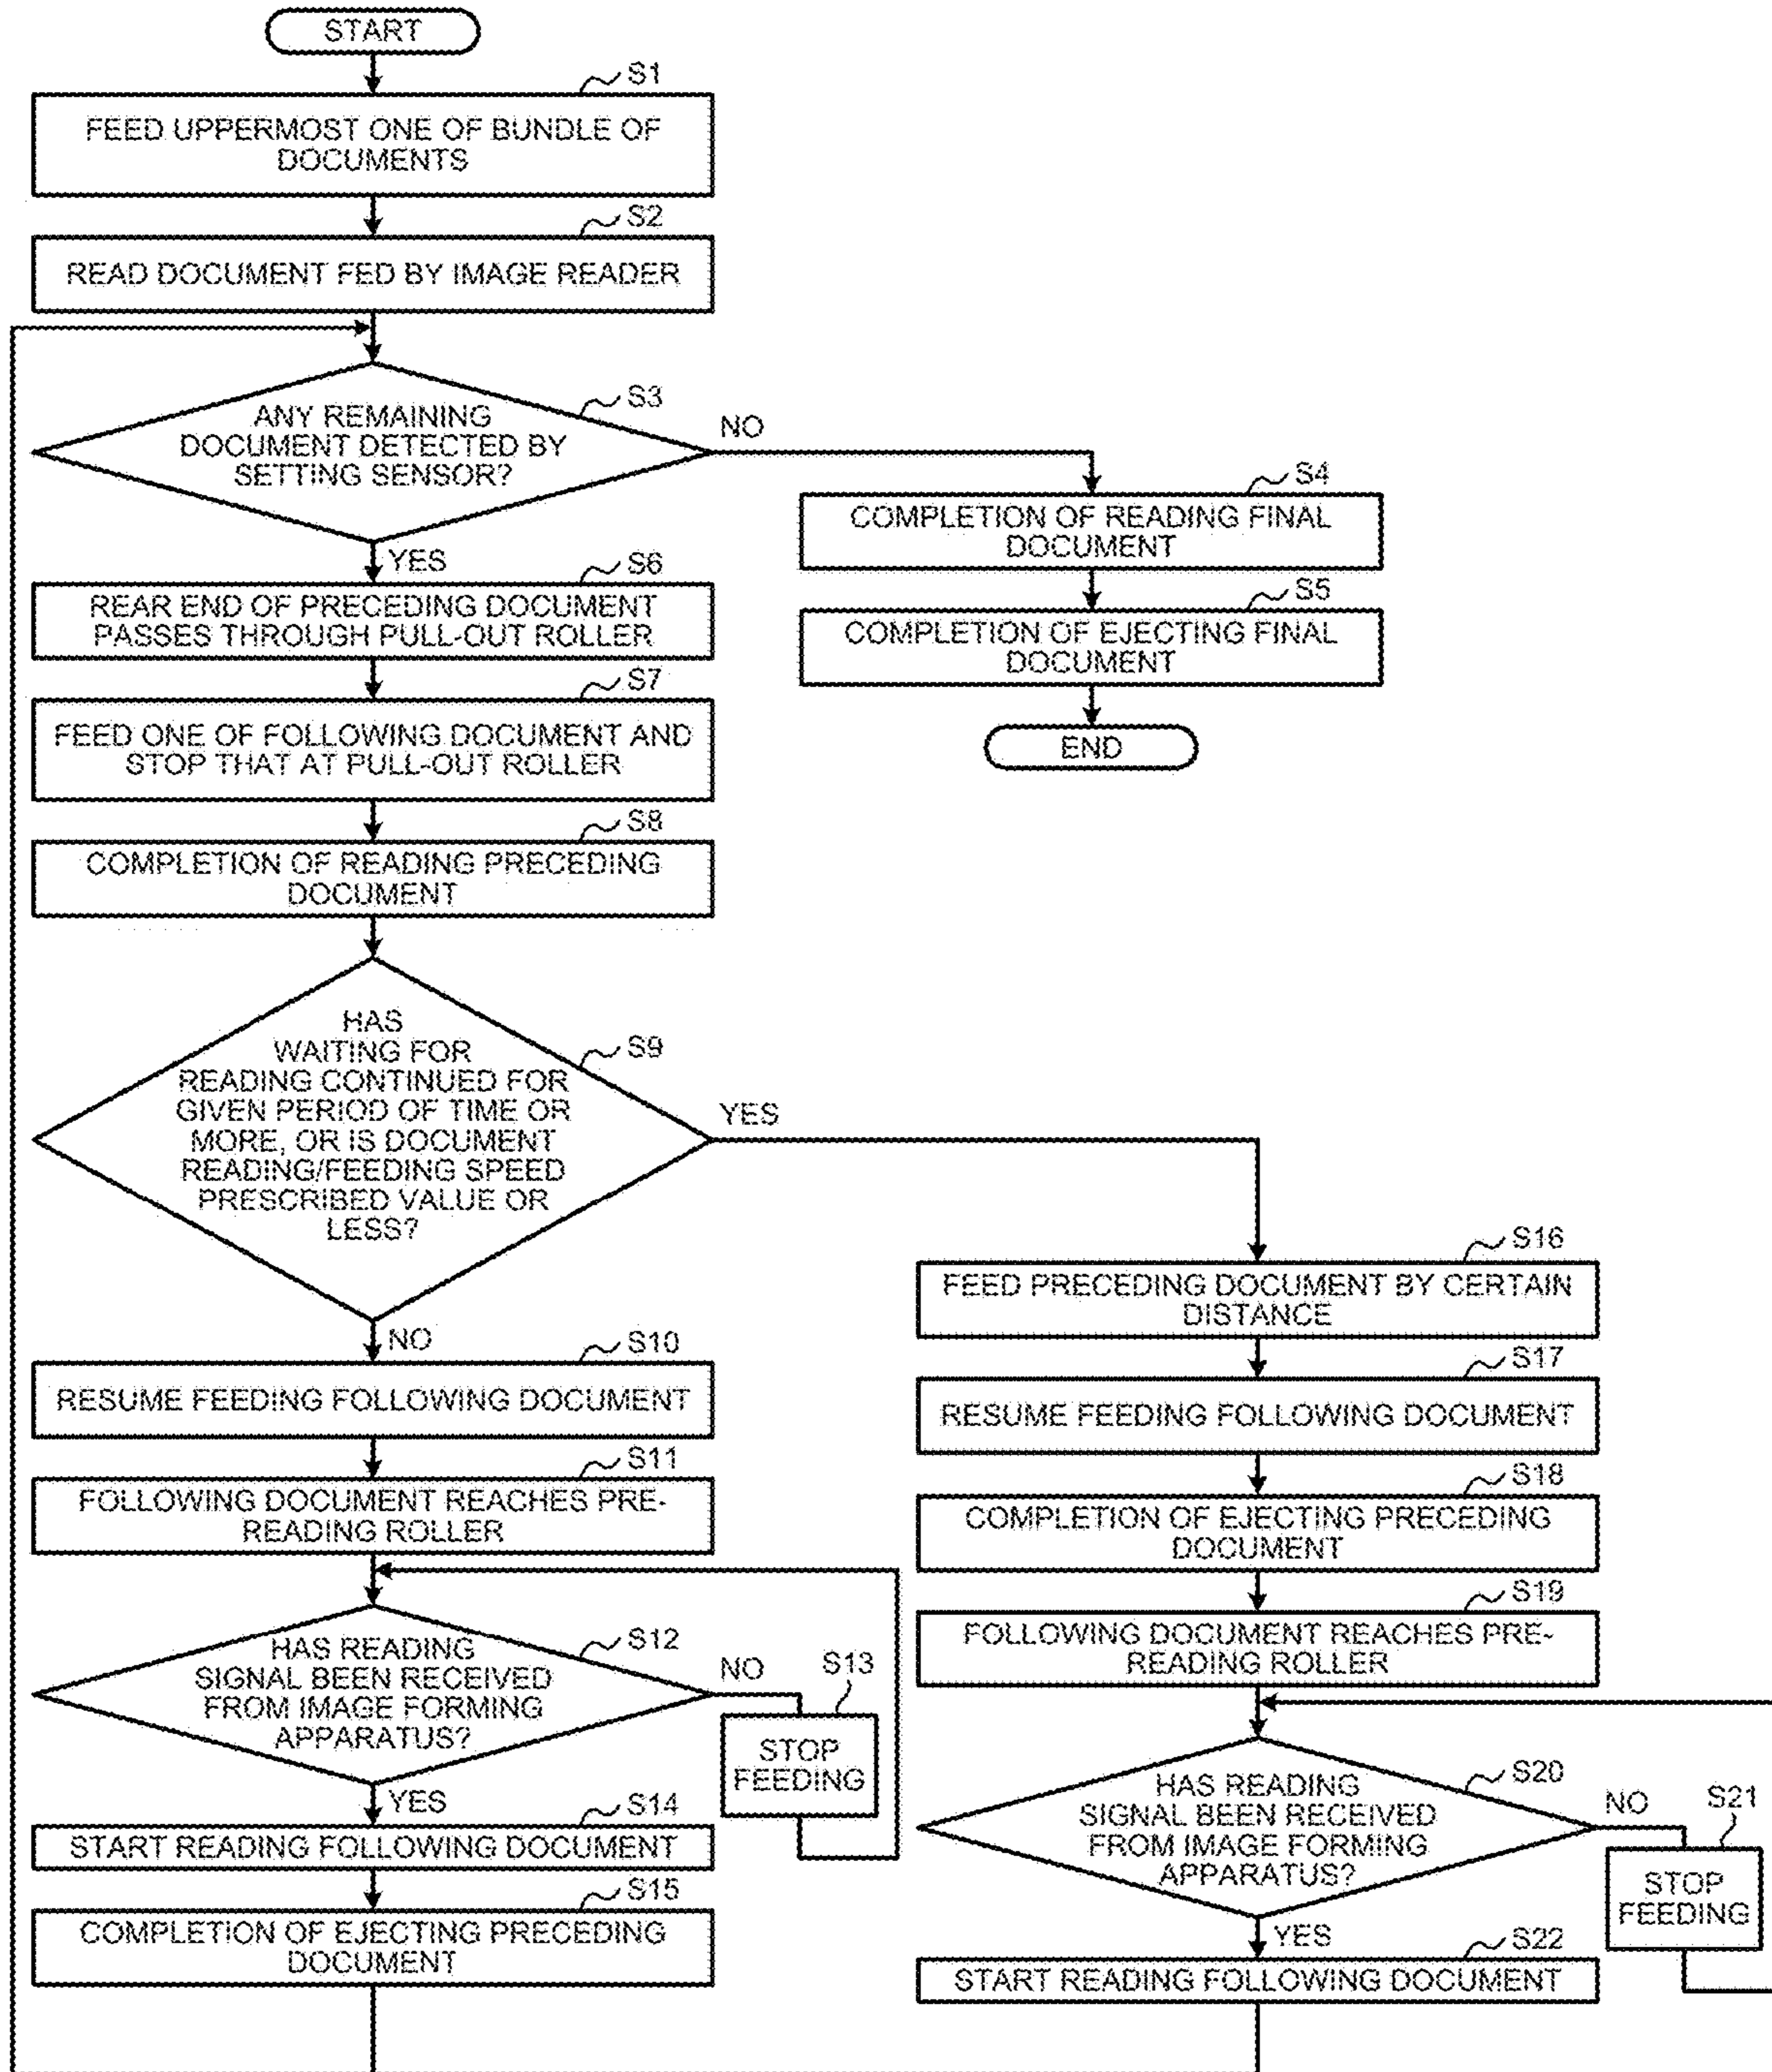 START
S1
FEED UPPERMOST ONE OF BUNDLE OF
DOCUMENTS
S2
READ DOCUMENT FED BY IMAGE READER
S3
ANY REMAINING
DOCUMENT DETECTED BY
SETTING SENSOR?
NO
YES
S4
COMPLETION OF READING FINAL
DOCUMENT
S5
COMPLETION OF EJECTING FINAL
DOCUMENT
END
S6
REAR END OF PRECEDING DOCUMENT
PASSES THROUGH PULL-OUT ROLLER
S7
FEED ONE OF FOLLOWING DOCUMENT AND
STOP THAT AT PULL-OUT ROLLER
S8
COMPLETION OF READING PRECEDING
DOCUMENT
S9
HAS
WAITING FOR
READING CONTINUED FOR
GIVEN PERIOD OF TIME OR
MORE, OR IS DOCUMENT
READING/FEEDING SPEED
PRESCRIBED VALUE OR
LESS?
YES
NO
S10
RESUME FEEDING FOLLOWING DOCUMENT
S11
FOLLOWING DOCUMENT REACHES PRE-
READING ROLLER
S12
HAS READING
SIGNAL BEEN RECEIVED
FROM IMAGE FORMING
APPARATUS?
NO
S13
STOP
FEEDING
YES
S14
START READING FOLLOWING DOCUMENT
S15
COMPLETION OF EJECTING PRECEDING
DOCUMENT
S16
FEED PRECEDING DOCUMENT BY CERTAIN
DISTANCE
S17
RESUME FEEDING FOLLOWING DOCUMENT
S18
COMPLETION OF EJECTING PRECEDING
DOCUMENT
S19
FOLLOWING DOCUMENT REACHES PRE-
READING ROLLER
S20
HAS READING
SIGNAL BEEN RECEIVED
FROM IMAGE FORMING
APPARATUS?
NO
S21
STOP
FEEDING
YES
S22
START READING FOLLOWING DOCUMENT